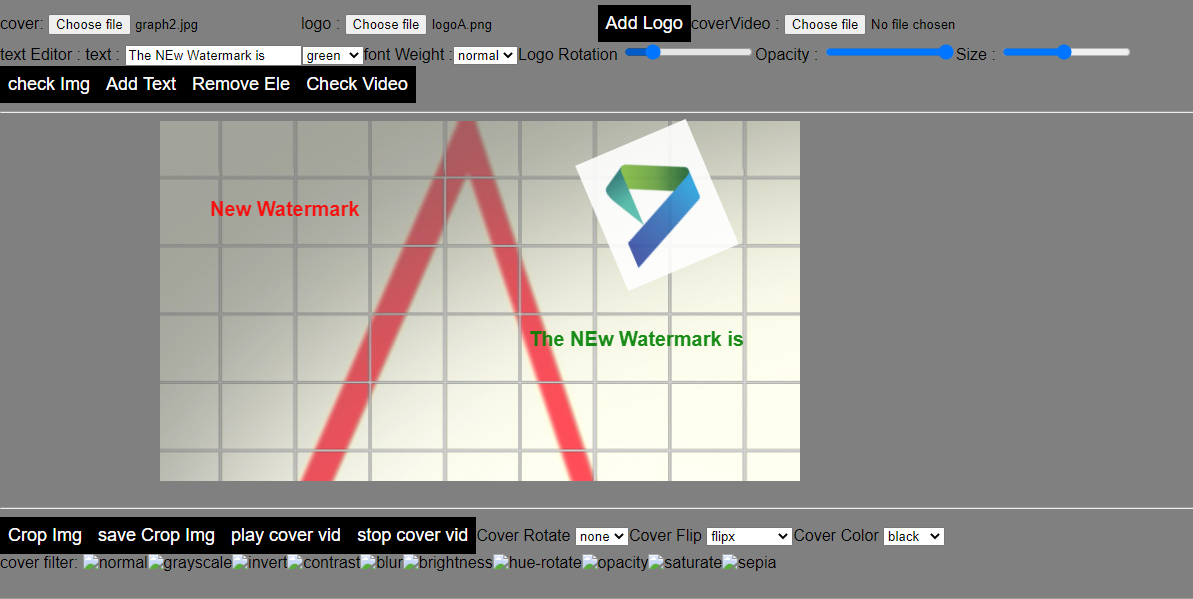 cover: Choose file graph2.jpg logo : Choose file logoA.png Add Logo coverVideo : Choose file No file chosen
text Editor : text : The NEw Watermark is green font Weight : normal Logo Rotation Opacity : Size :
check Img Add Text Remove Ele Check Video
New Watermark
The NEw Watermark is
Crop Img save Crop Img play cover vid stop cover vid Cover Rotate none Cover Flip flipx Cover Color black
cover filter: normal grayscale invert contrast blur brightness hue-rotate opacity saturate sepia